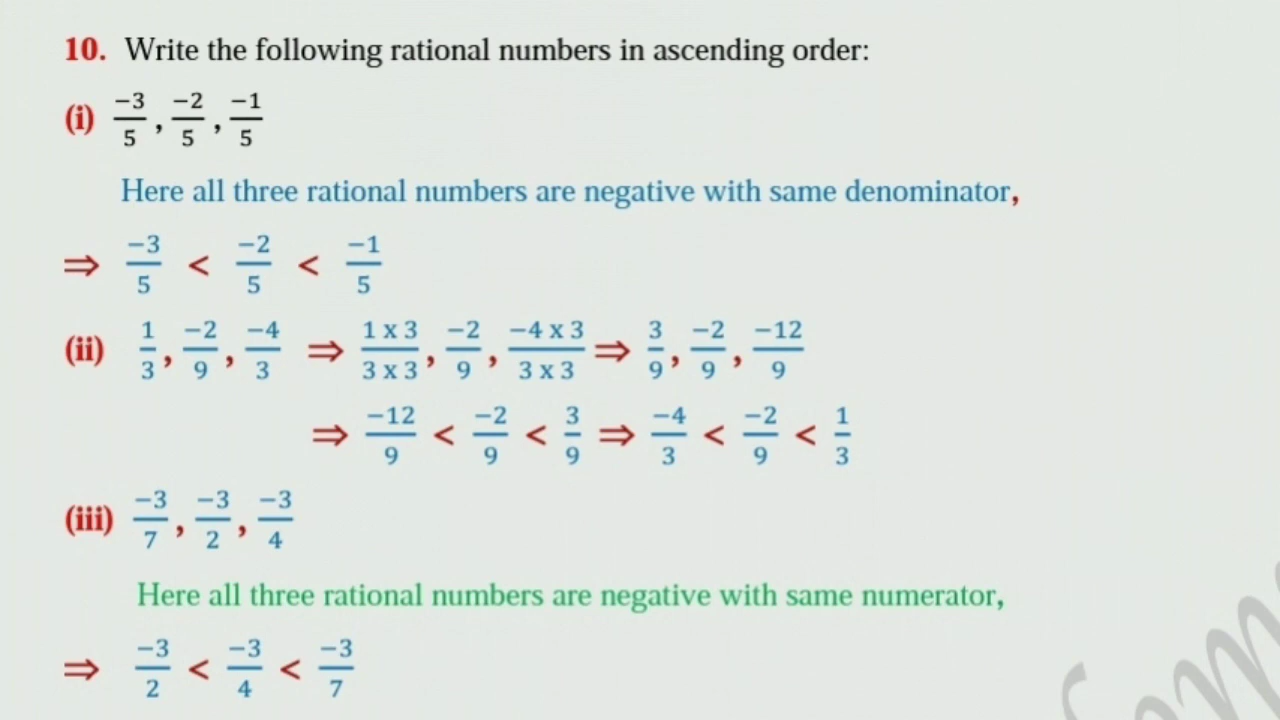 10. Write the following rational numbers in ascending order:
(i) −3/5, −2/5, −1/5
Here all three rational numbers are negative with same denominator,
⇒ −3/5 < −2/5 < −1/5
(ii) 1/3, −2/9, −4/3 ⇒ 1 x 3/3 x 3, −2/9, −4 x 3/3 x 3 ⇒ 3/9, −2/9, −12/9
⇒ −12/9 < −2/9 < 3/9 ⇒ −4/3 < −2/9 < 1/3
(iii) −3/7, −3/2, −3/4
Here all three rational numbers are negative with same numerator,
⇒ −3/2 < −3/4 < −3/7